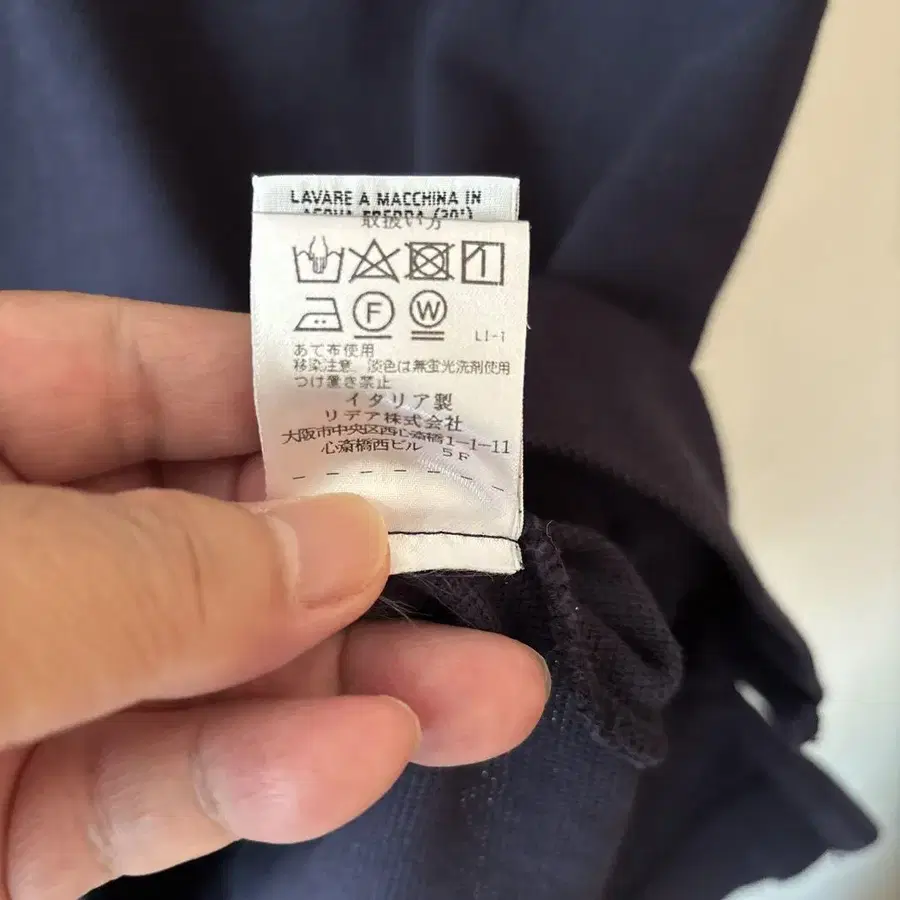 LAVARE A MACCHINA IN
ACQUA FREDDA (30°)
取扱い方
F
W
LI-1
あて布使用
移染注意、淡色は無蛍光洗剤使用
つけ置き禁止
イタリア製
リデア株式会社
大阪市中央区西心斎橋1-1-11
心斎橋西ビル 5F